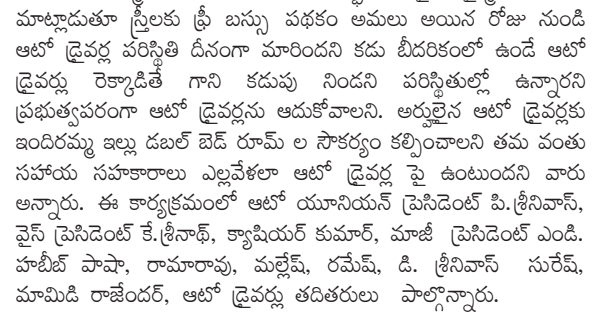 మాట్లాడుతూ స్త్రీలకు ఫ్రీ బస్సు పథకం అమలు అయిన రోజు నుండి
ఆటో డ్రైవర్ల పరిస్థితి దీనంగా మారిందని కడు బీదరికంలో ఉండే ఆటో
డ్రైవర్లు రెక్కాడితే గాని కడుపు నిండని పరిస్థితుల్లో ఉన్నారని
ప్రభుత్వపరంగా ఆటో డ్రైవర్లను ఆదుకోవాలని. అర్హులైన ఆటో డ్రైవర్లకు
ఇందిరమ్మ ఇల్లు డబల్ బెడ్ రూమ్ ల సౌకర్యం కల్పించాలని తమ వంతు
సహాయ సహకారాలు ఎల్లవేళలా ఆటో డ్రైవర్ల పై ఉంటుందని వారు
అన్నారు. ఈ కార్యక్రమంలో ఆటో యూనియన్ ప్రెసిడెంట్ పి.శ్రీనివాస్,
వైస్ ప్రెసిడెంట్ కే.శ్రీనాథ్, క్యాషియర్ కుమార్, మాజీ ప్రెసిడెంట్ ఎండి.
హబీబ్ పాషా, రామారావు, మల్లేష్, రమేష్, డి. శ్రీనివాస్ సురేష్,
మామిడి రాజేందర్, ఆటో డ్రైవర్లు తదితరులు పాల్గొన్నారు.